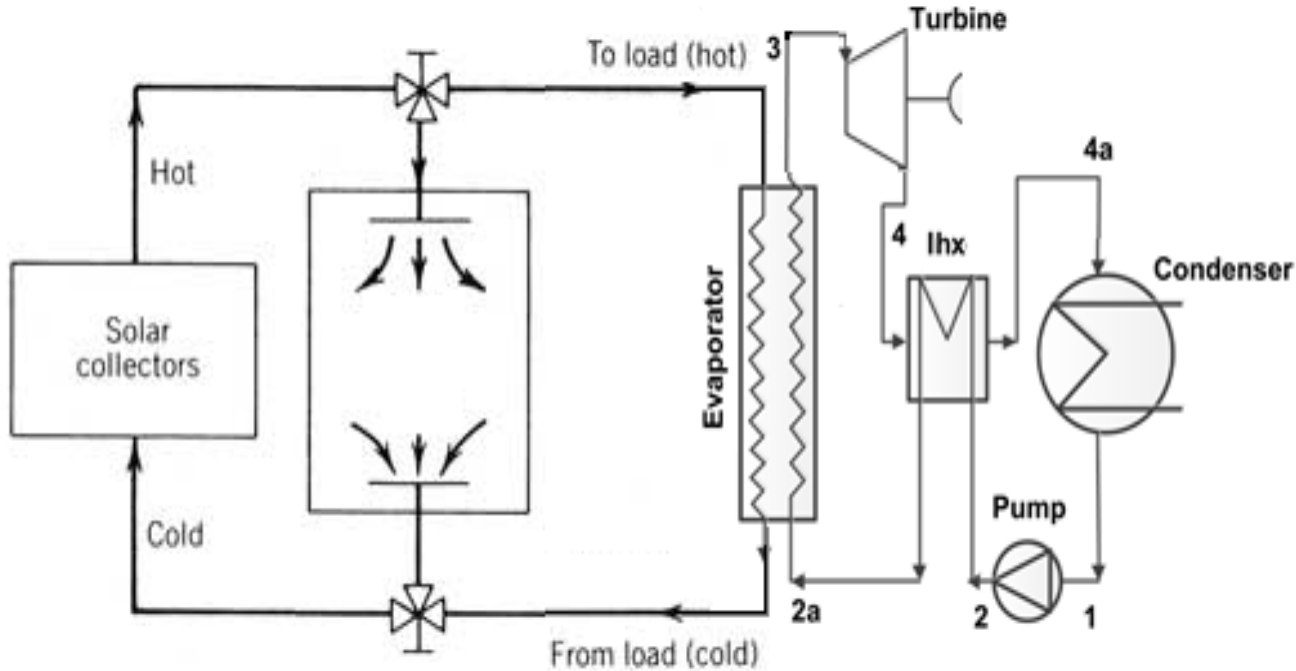 Turbine
3
To load (hot)
4a
Hot
4
Ihx
Condenser
Solar
collectors
Evaporator
Pump
Cold
2a
2
1
From load (cold)